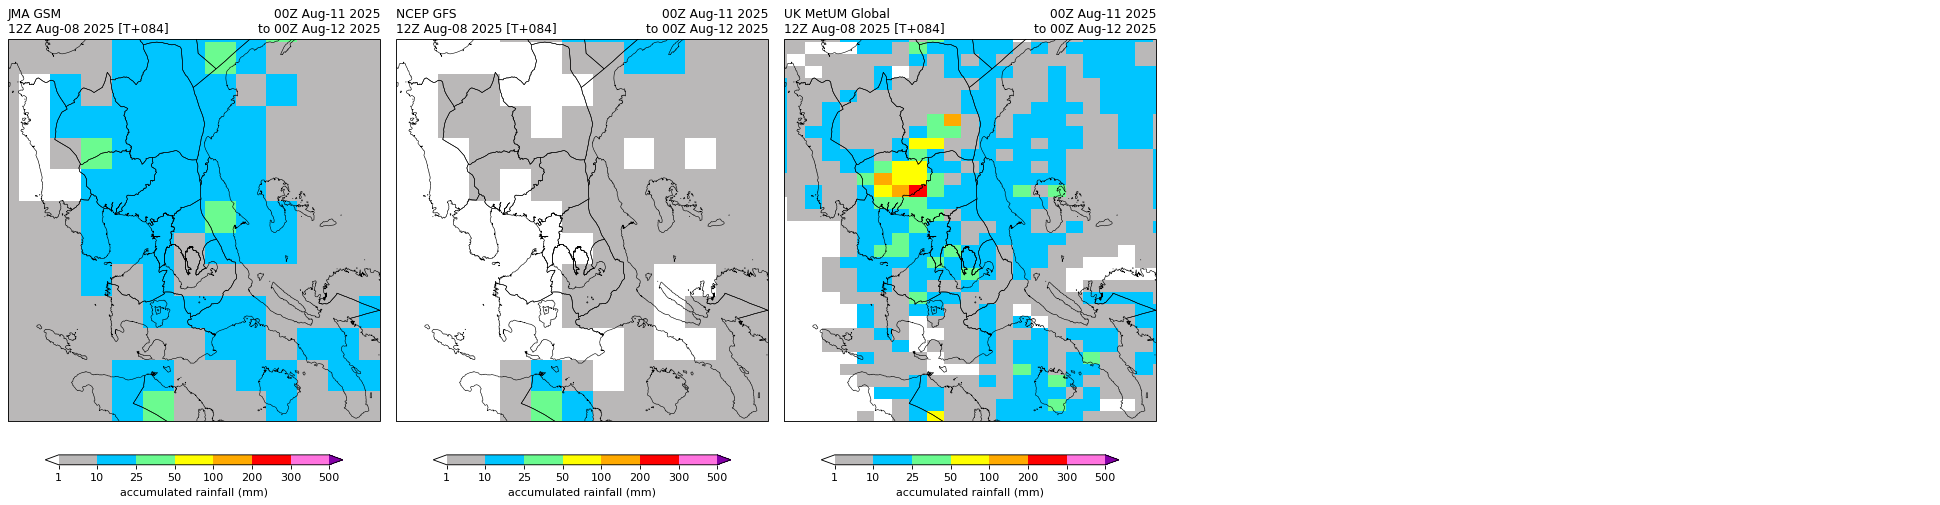 JMA GSM 00Z Aug-11 2025
12Z Aug-08 2025 [T+084] to 00Z Aug-12 2025
NCEP GFS 00Z Aug-11 2025
12Z Aug-08 2025 [T+084] to 00Z Aug-12 2025
UK MetUM Global 00Z Aug-11 2025
12Z Aug-08 2025 [T+084] to 00Z Aug-12 2025
1 10 25 50 100 200 300 500
accumulated rainfall (mm)
1 10 25 50 100 200 300 500
accumulated rainfall (mm)
1 10 25 50 100 200 300 500
accumulated rainfall (mm)